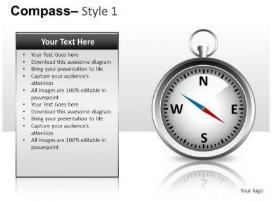 Compass– Style 1
Your Text Here
• Your Text Goes here
• Download this awesome diagram
• Bring your presentation to life
• Capture your audience's
attention
• All images are 100% editable in
powerpoint
• Your Text Goes here
• Download this awesome diagram
• Bring your presentation to life
• Capture your audience's
attention
• All images are 100% editable in
powerpoint
N
W E
S
Your logo